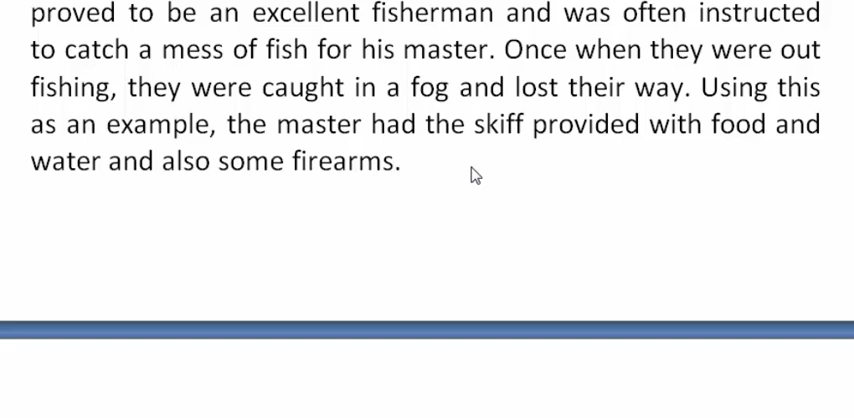 proved to be an excellent fisherman and was often instructed
to catch a mess of fish for his master. Once when they were out
fishing, they were caught in a fog and lost their way. Using this
as an example, the master had the skiff provided with food and
water and also some firearms.